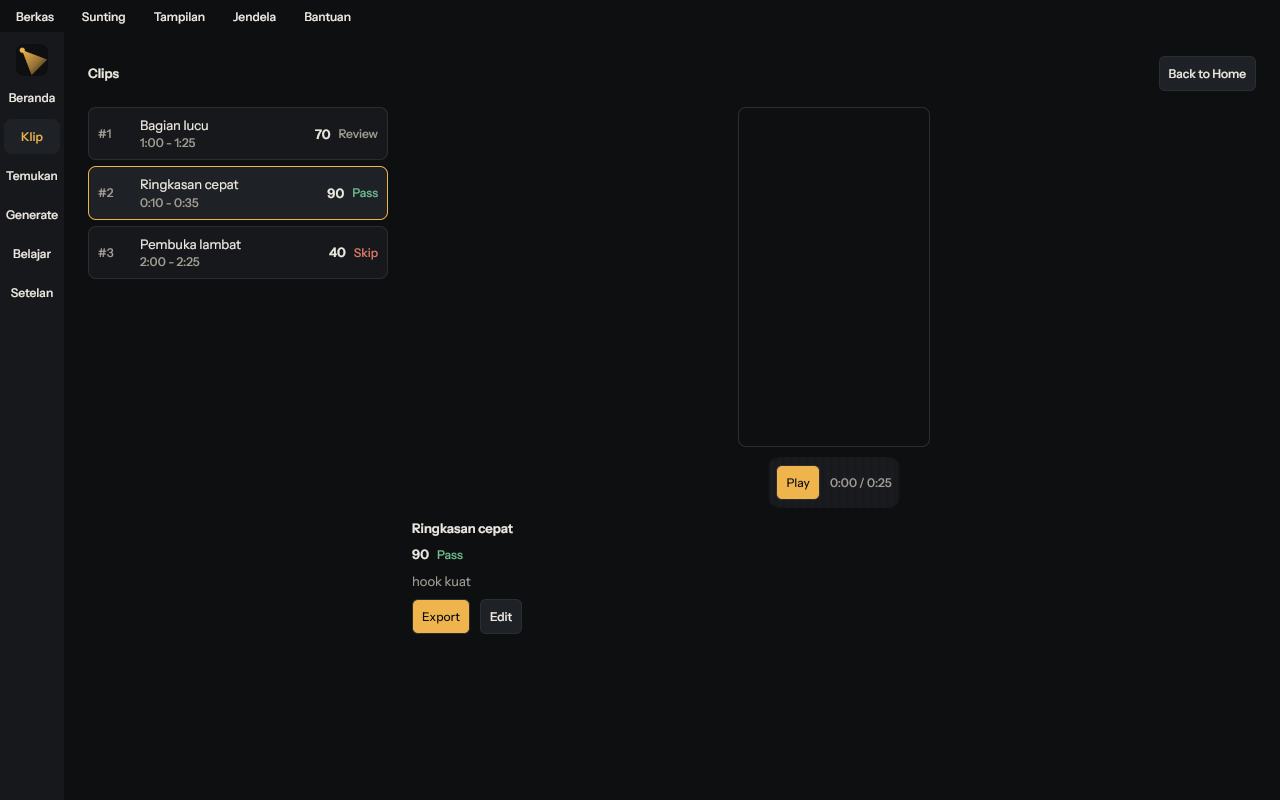 Berkas Sunting Tampilan Jendela Bantuan
Beranda
Klip
Temukan
Generate
Belajar
Setelan
Clips
Back to Home
#1 Bagian lucu 70 Review
1:00 - 1:25
#2 Ringkasan cepat 90 Pass
0:10 - 0:35
#3 Pembuka lambat 40 Skip
2:00 - 2:25
Play 0:00 / 0:25
Ringkasan cepat
90 Pass
hook kuat
Export Edit